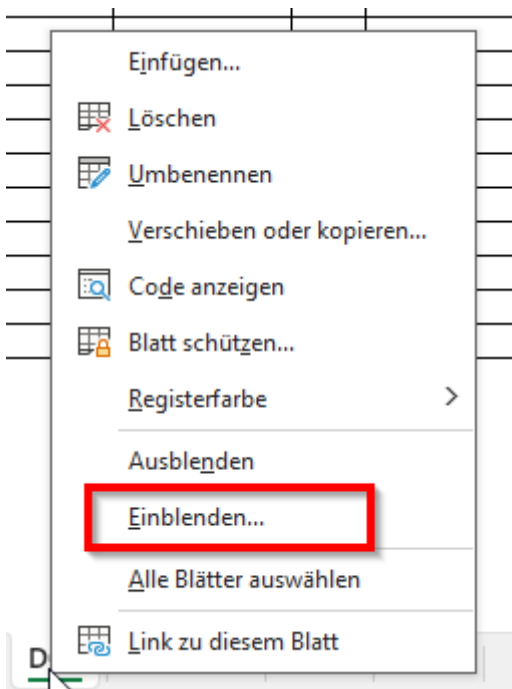 Einfügen...
Löschen
Umbenennen
Verschieben oder kopieren...
Code anzeigen
Blatt schützen...
Registerfarbe
Ausblenden
Einblenden...
Alle Blätter auswählen
Link zu diesem Blatt